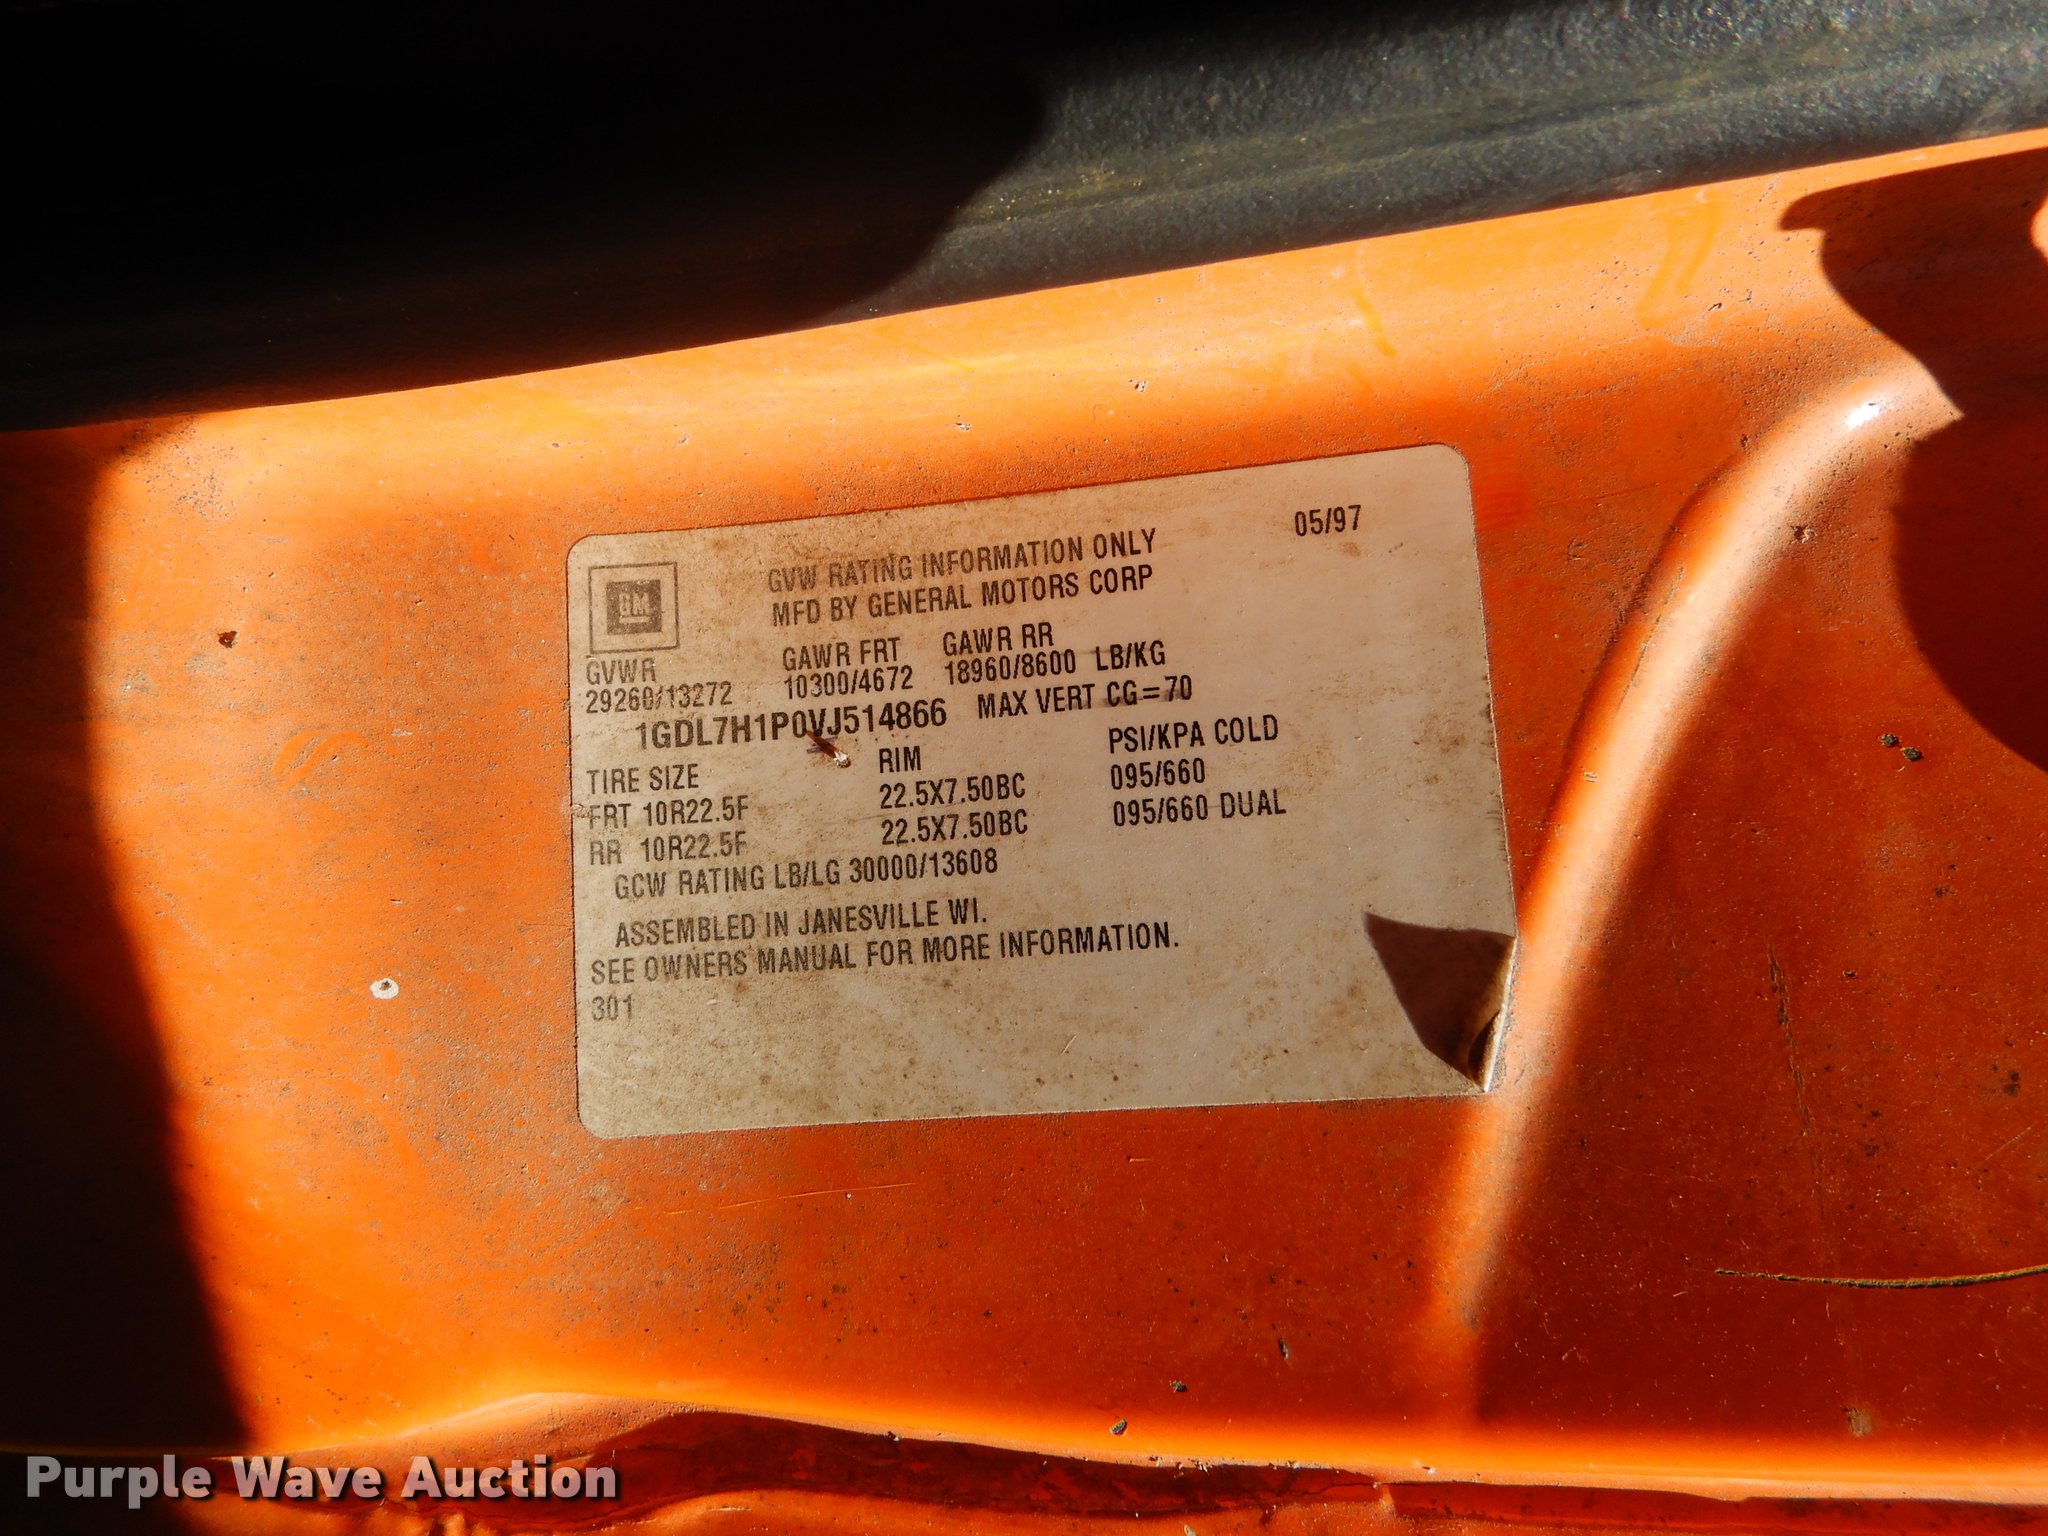 05/97
GVW RATING INFORMATION ONLY
MFD BY GENERAL MOTORS CORP
GM
GVWR GAWR FRT GAWR RR
29260/13272 10300/4672 18960/8600 LB/KG
1GDL7H1P0VJ514866 MAX VERT CG=70
TIRE SIZE RIM PSI/KPA COLD
FRT 10R22.5F 22.5X7.50BC 095/660
RR 10R22.5F 22.5X7.50BC 095/660 DUAL
GCW RATING LB/LG 30000/13608
ASSEMBLED IN JANESVILLE WI.
SEE OWNERS MANUAL FOR MORE INFORMATION.
301
Purple Wave Auction